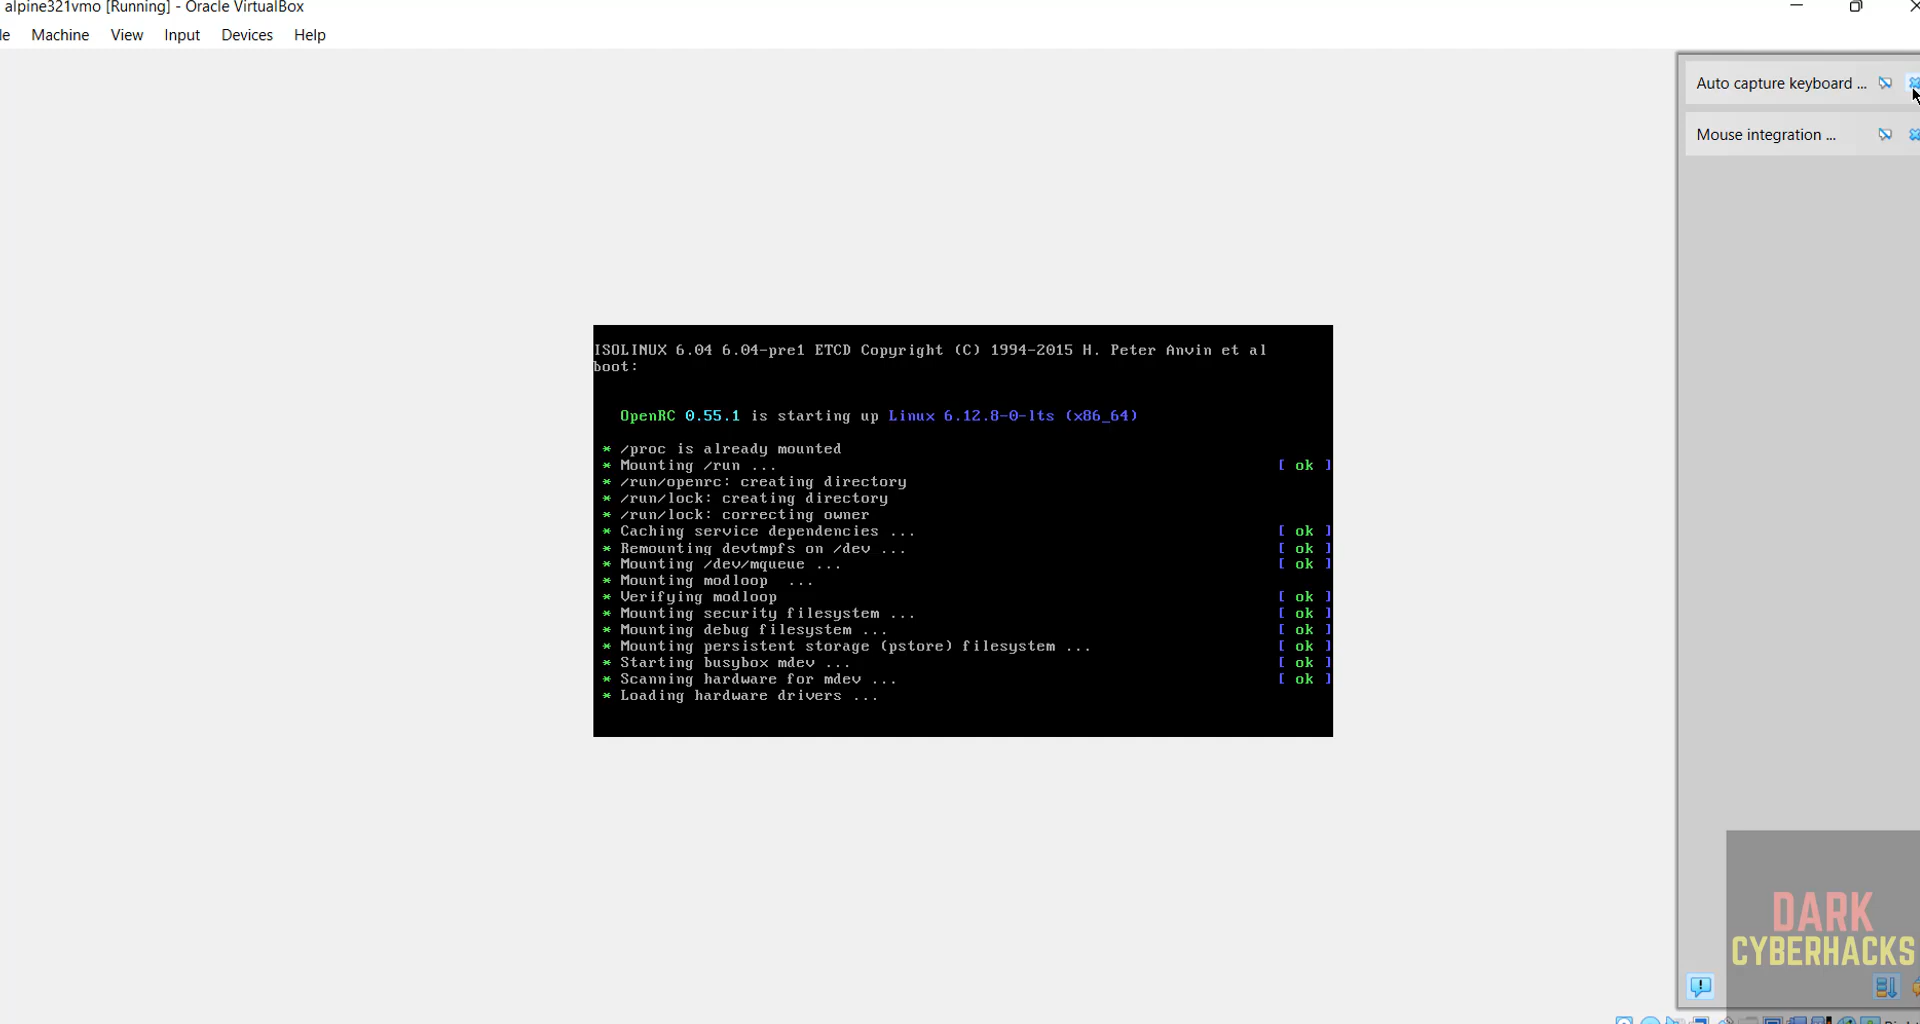 alpine321vmo [Running] - Oracle VirtualBox
Machine View Input Devices Help
Auto capture keyboard ...
Mouse integration ...
ISOLINUX 6.04 6.04-pre1 ETCD Copyright (C) 1994-2015 H. Peter Anvin et al
boot:
OpenRC 0.55.1 is starting up Linux 6.12.8-0-lts (x86_64)
* /proc is already mounted
* Mounting /run ... [ ok ]
* /run/openrc: creating directory
* /run/lock: creating directory
* /run/lock: correcting owner
* Caching service dependencies ... [ ok ]
* Remounting devtmpfs on /dev ... [ ok ]
* Mounting /dev/mqueue ... [ ok ]
* Mounting modloop ...
* Verifying modloop [ ok ]
* Mounting security filesystem ... [ ok ]
* Mounting debug filesystem ... [ ok ]
* Mounting persistent storage (pstore) filesystem ... [ ok ]
* Starting busybox mdev ... [ ok ]
* Scanning hardware for mdev ... [ ok ]
* Loading hardware drivers ...
DARK
CYBERHACKS